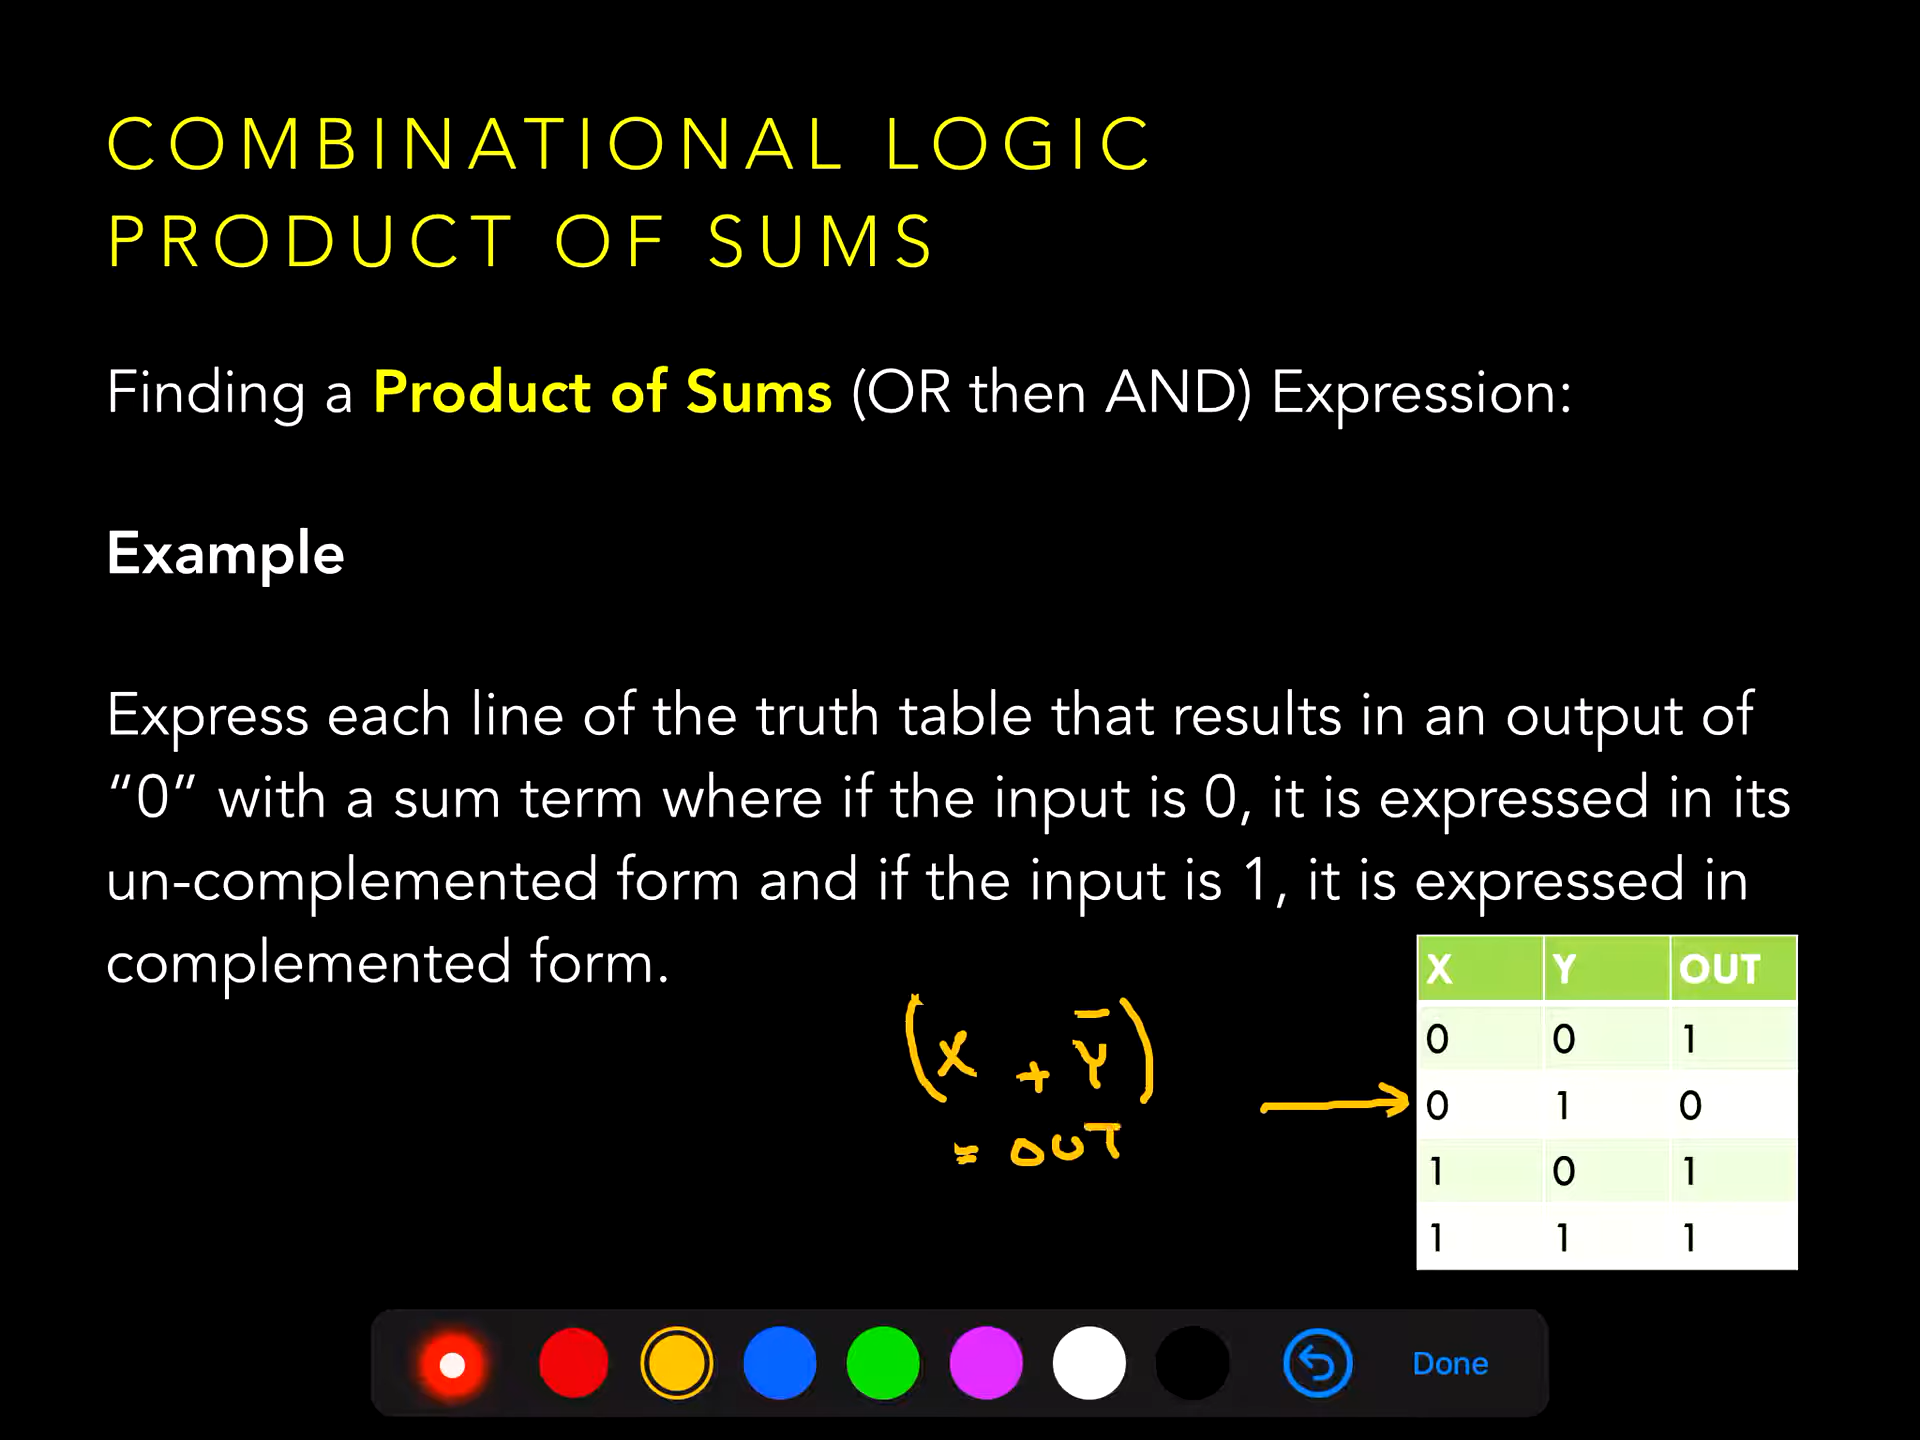 COMBINATIONAL LOGIC
PRODUCT OF SUMS
Finding a Product of Sums (OR then AND) Expression:
Example
Express each line of the truth table that results in an output of
“0” with a sum term where if the input is 0, it is expressed in its
un-complemented form and if the input is 1, it is expressed in
complemented form.
(X + Y̅)
= OUT
X Y OUT
0 0 1
0 1 0
1 0 1
1 1 1
Done